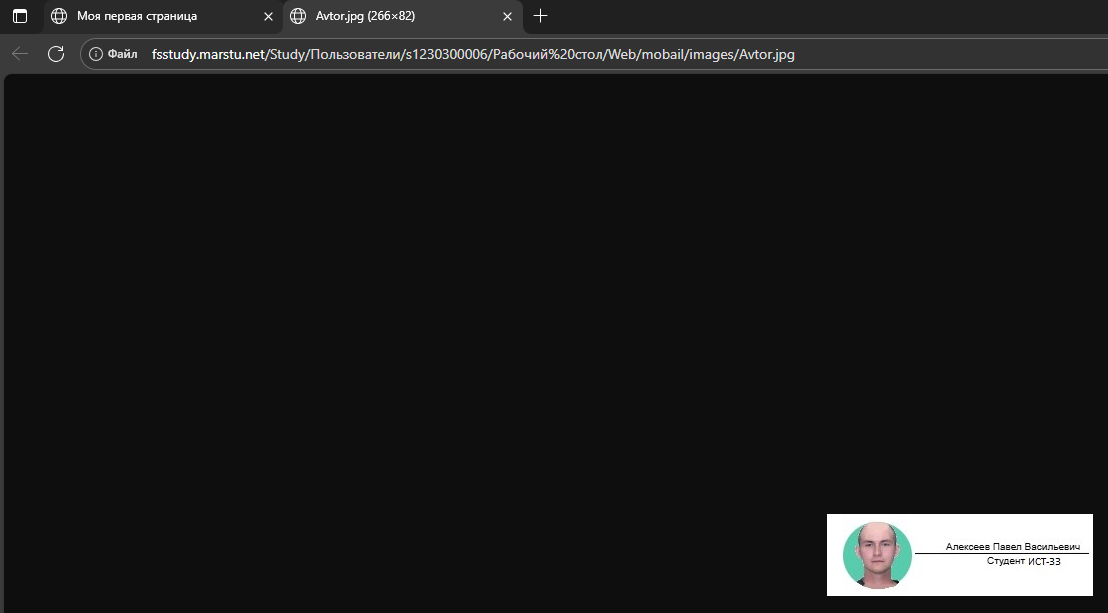 Моя первая страница
Avtor.jpg (266×82)
Файл fsstudy.marstu.net/Study/Пользователи/s1230300006/Рабочий%20стол/Web/mobail/images/Avtor.jpg
Алексеев Павел Васильевич
Студент ИСТ-33